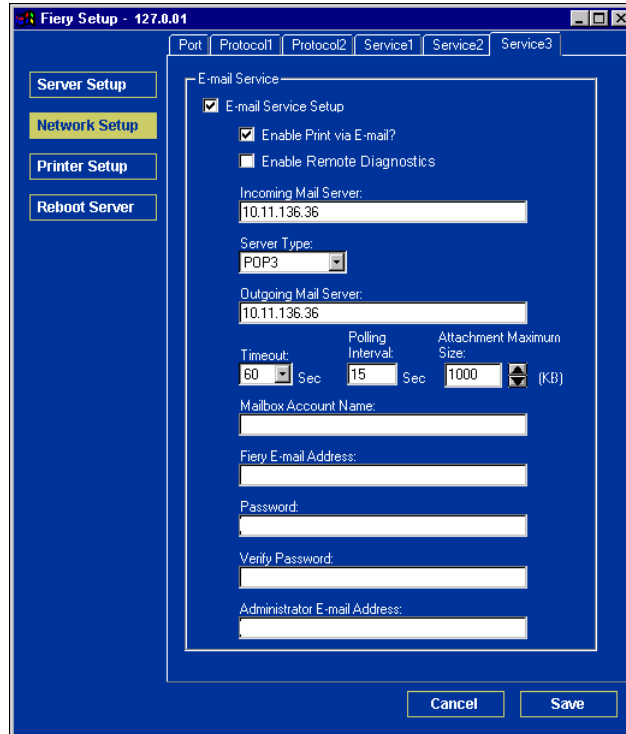 Fiery Setup - 127.0.01
Port Protocol1 Protocol2 Service1 Service2 Service3
Server Setup
Network Setup
Printer Setup
Reboot Server
E-mail Service
E-mail Service Setup
Enable Print via E-mail?
Enable Remote Diagnostics
Incoming Mail Server:
10.11.136.36
Server Type:
POP3
Outgoing Mail Server:
10.11.136.36
Timeout:
60 Sec
Polling
Interval:
15 Sec
Attachment Maximum
Size:
1000 (KB)
Mailbox Account Name:
Fiery E-mail Address:
Password:
Verify Password:
Administrator E-mail Address:
Cancel Save